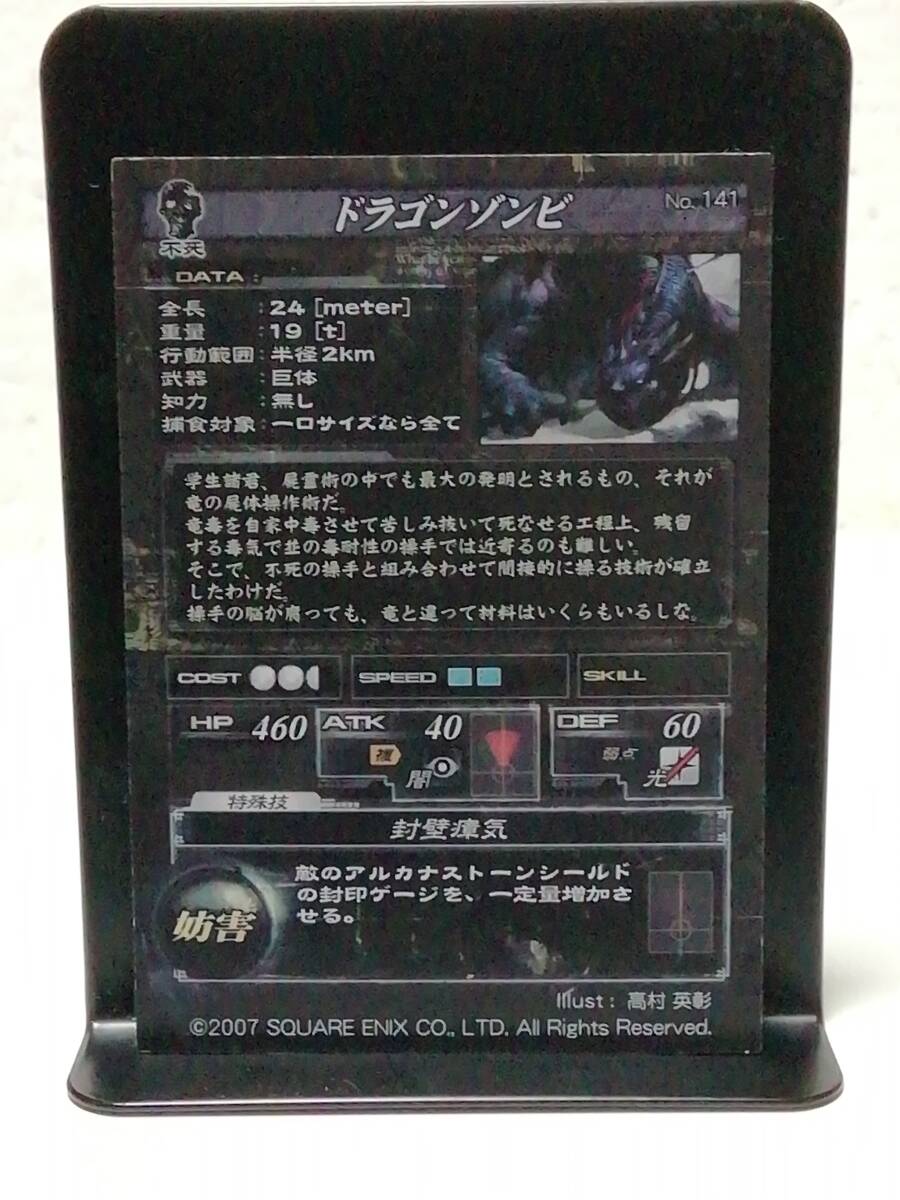 ドラゴンゾンビ
No. 141
不死
DATA :
全長 : 24 [meter]
重量 : 19 [t]
行動範囲 : 半径2km
武器 : 巨体
知力 : 無し
捕食対象 : 一口サイズなら全て
学生諸君、屍霊術の中でも最大の発明とされるもの、それが
竜の屍体操作術だ。
竜毒を自家中毒させて苦しみ抜いて死なせる工程上、残留
する毒気で並の毒耐性の操手では近寄るのも難しい。
そこで、不死の操手と組み合わせて間接的に操る技術が確立
したわけだ。
操手の脳が腐っても、竜と違って材料はいくらもいるしな。
COST
SPEED
SKILL
HP 460
ATK 40
闇
DEF 60
弱点
光
特殊技
封壁瘴気
妨害
敵のアルカナストーンシールド
の封印ゲージを、一定量増加さ
せる。
Illust : 高村 英彰
©2007 SQUARE ENIX CO., LTD. All Rights Reserved.